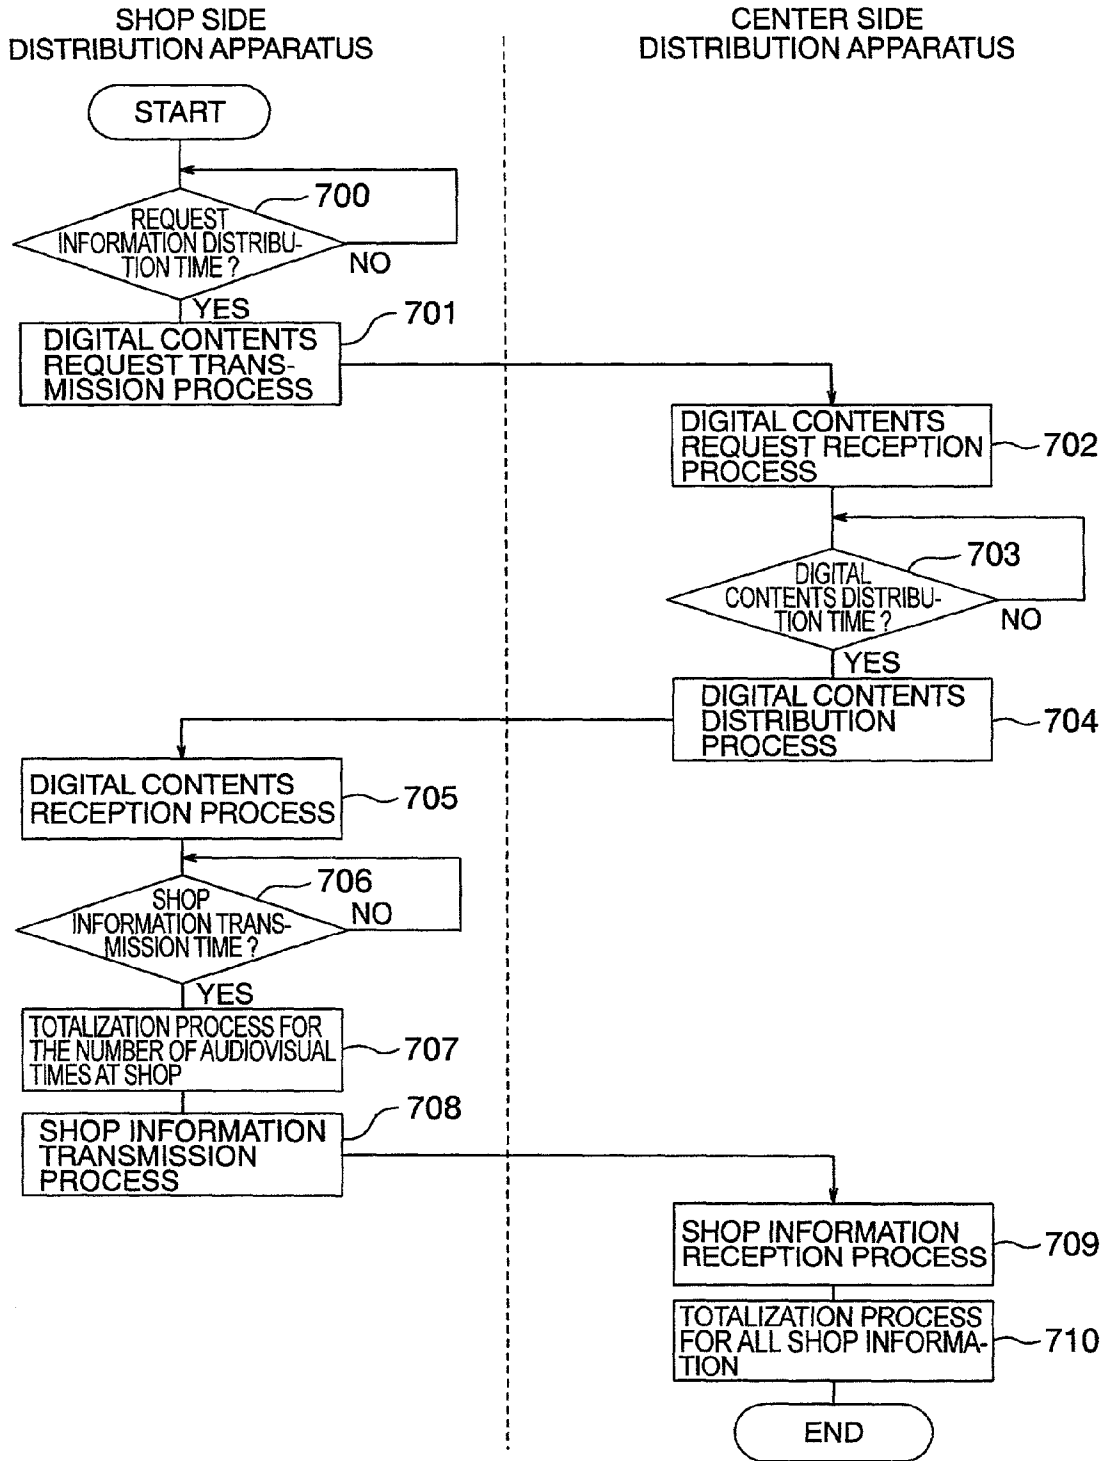 SHOP SIDE
DISTRIBUTION APPARATUS
CENTER SIDE
DISTRIBUTION APPARATUS
START
700
REQUEST
INFORMATION DISTRIBU-
TION TIME ?
NO
YES
701
DIGITAL CONTENTS
REQUEST TRANS-
MISSION PROCESS
DIGITAL CONTENTS
REQUEST RECEPTION
PROCESS
702
703
DIGITAL
CONTENTS DISTRIBU-
TION TIME ?
NO
YES
DIGITAL CONTENTS
DISTRIBUTION
PROCESS
704
DIGITAL CONTENTS
RECEPTION PROCESS
705
706
SHOP
INFORMATION TRANS-
MISSION TIME ?
NO
YES
TOTALIZATION PROCESS FOR
THE NUMBER OF AUDIOVISUAL
TIMES AT SHOP
707
708
SHOP INFORMATION
TRANSMISSION
PROCESS
SHOP INFORMATION
RECEPTION PROCESS
709
TOTALIZATION PROCESS
FOR ALL SHOP INFORMA-
TION
710
END